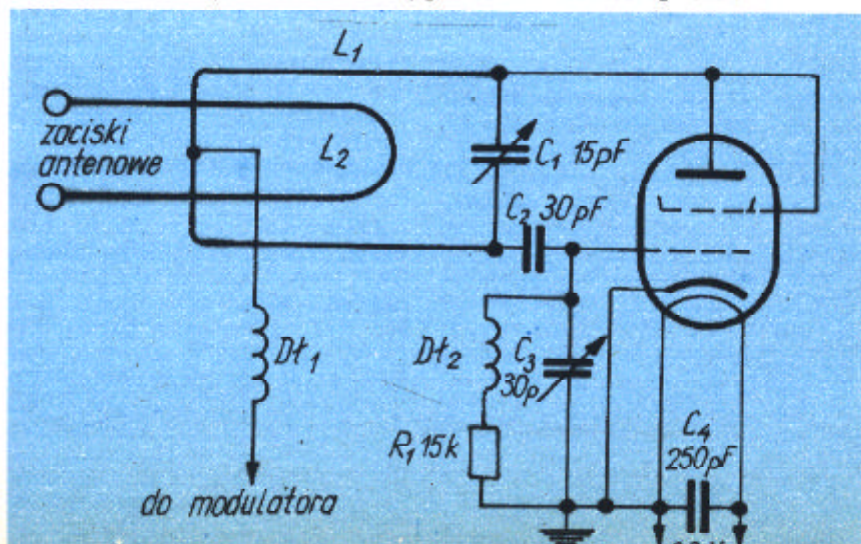 L₁
zaciski
antenowe
L₂
C₁ 15pF
C₂ 30pF
Dł₁
Dł₂
C₃
30p
R₁ 15k
C₄
250pF
do modulatora